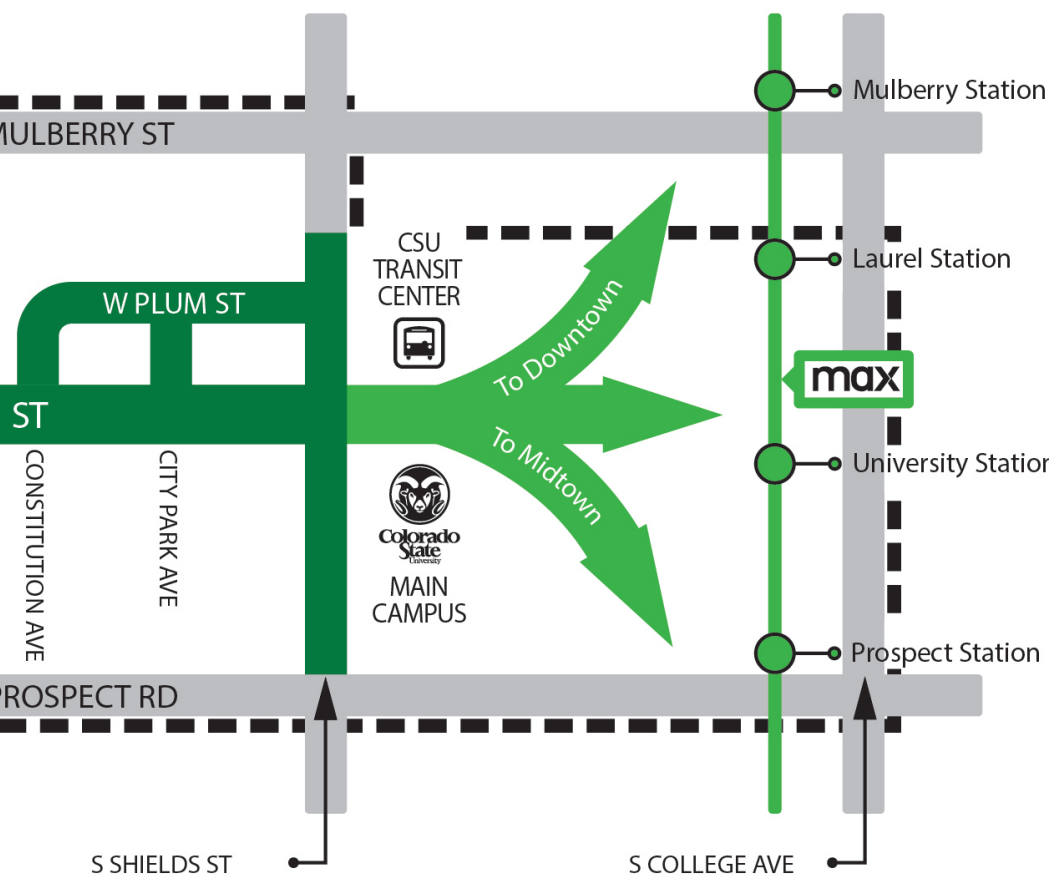 Mulberry Station
MULBERRY ST
CSU
TRANSIT
CENTER
Laurel Station
W PLUM ST
To Downtown
max
ST
To Midtown
University Station
CONSTITUTION AVE
CITY PARK AVE
Colorado
State
University
MAIN
CAMPUS
Prospect Station
PROSPECT RD
S SHIELDS ST
S COLLEGE AVE